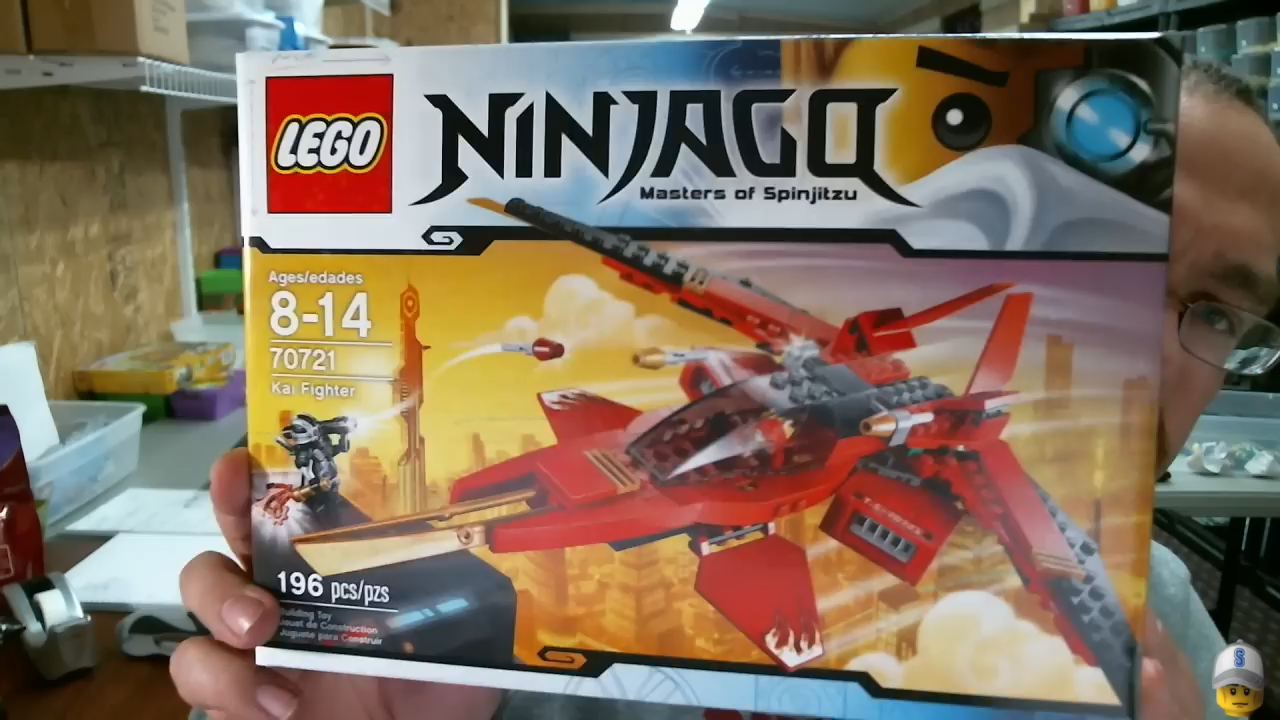 LEGO
NINJAGO
Masters of Spinjitzu
Ages/edades
8-14
70721
Kai Fighter
196 pcs/pzs
Building Toy
Jouet de Construction
Juguete para Construir
S